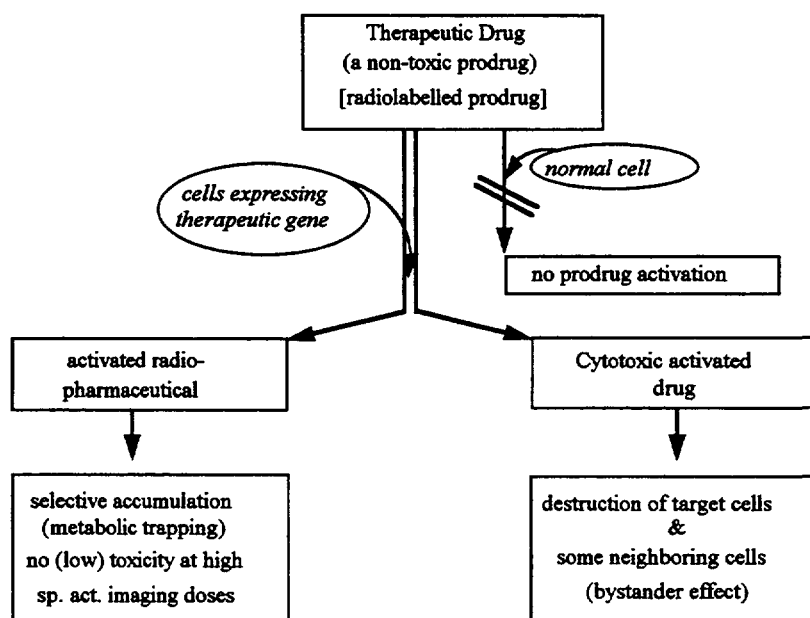 Therapeutic Drug
(a non-toxic prodrug)
[radiolabelled prodrug]
cells expressing
therapeutic gene
normal cell
no prodrug activation
activated radio-
pharmaceutical
Cytotoxic activated
drug
selective accumulation
(metabolic trapping)
no (low) toxicity at high
sp. act. imaging doses
destruction of target cells
&
some neighboring cells
(bystander effect)